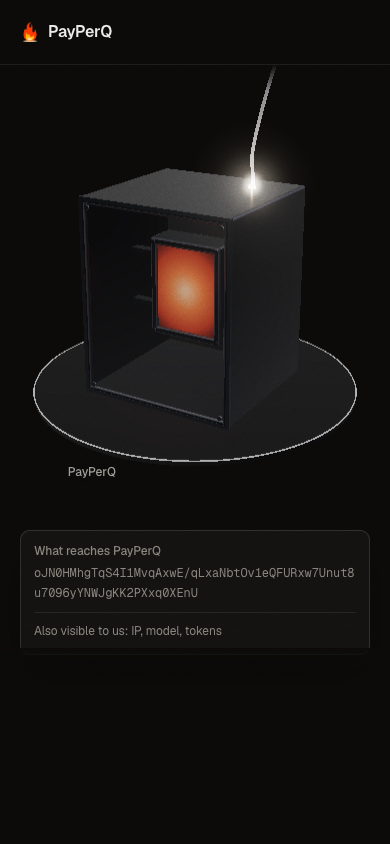 PayPerQ
PayPerQ
What reaches PayPerQ
oJN0HMhgTqS4I1MvqAxwE/qLxaNbtOv1eQFURxw7Unut8
u7096yYNWJgKK2PXxq0XEnU
Also visible to us: IP, model, tokens